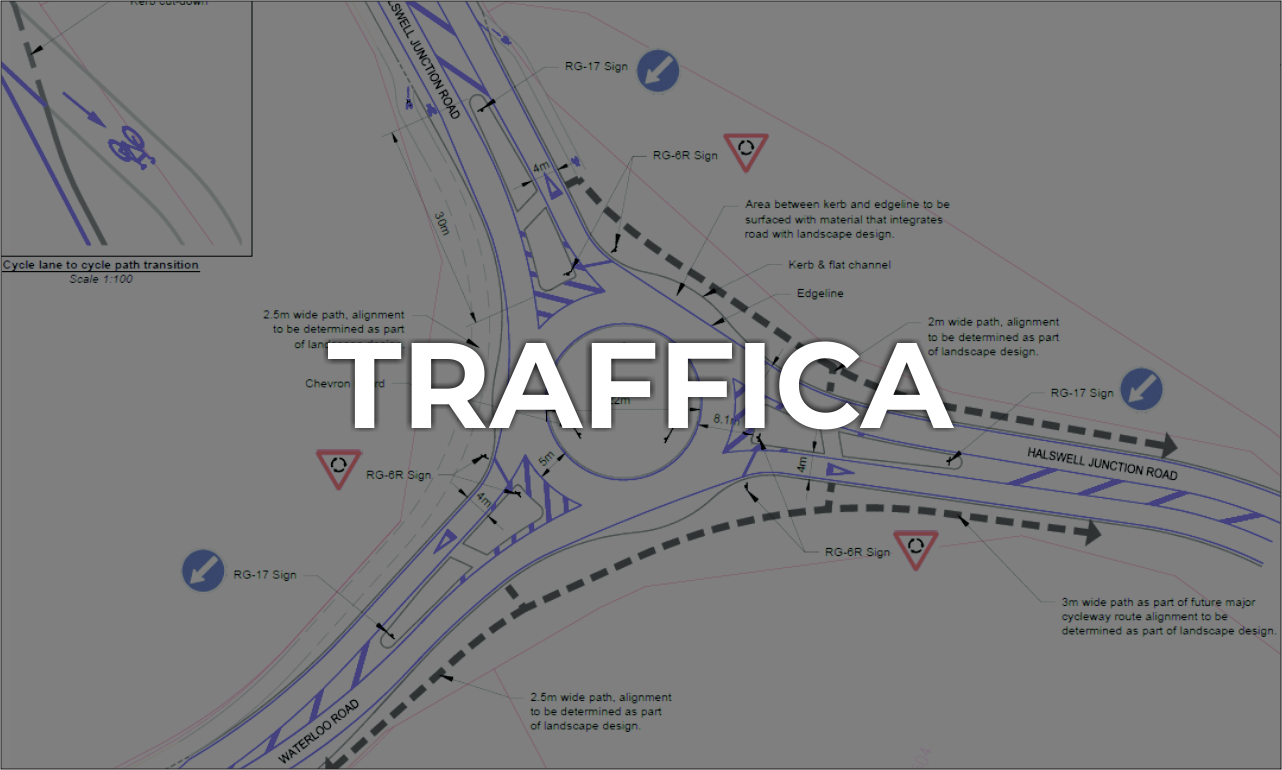 Kerb cut-down
HALSWELL JUNCTION ROAD
RG-17 Sign
RG-6R Sign
4m
Area between kerb and edgeline to be
surfaced with material that integrates
road with landscape design.
30m
Cycle lane to cycle path transition
Scale 1:100
Kerb & flat channel
Edgeline
2.5m wide path, alignment
to be determined as part
of landscape design.
2m wide path, alignment
to be determined as part
of landscape design.
TRAFFICA
Chevron
RG-17 Sign
8.1m
4m
HALSWELL JUNCTION ROAD
5m
RG-6R Sign
4m
RG-6R Sign
RG-17 Sign
3m wide path as part of future major
cycleway route alignment to be
determined as part of landscape design.
2.5m wide path, alignment
to be determined as part
of landscape design.
WATERLOO ROAD